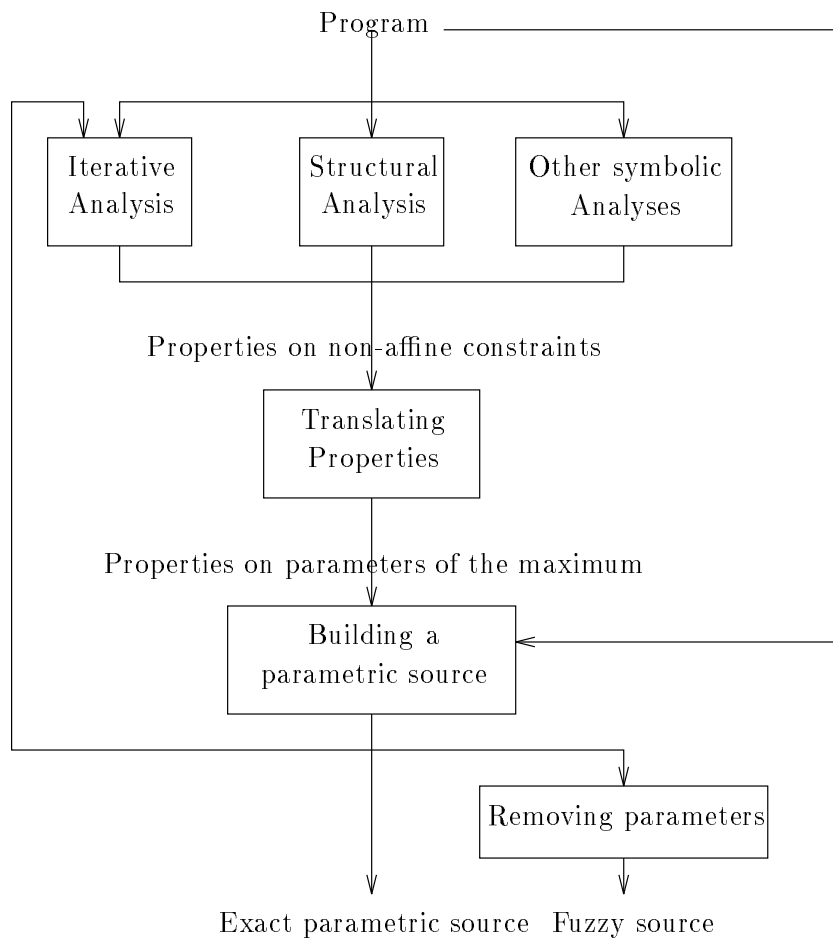 Program
Iterative
Analysis
Structural
Analysis
Other symbolic
Analyses
Properties on non-affine constraints
Translating
Properties
Properties on parameters of the maximum
Building a
parametric source
Removing parameters
Exact parametric source
Fuzzy source